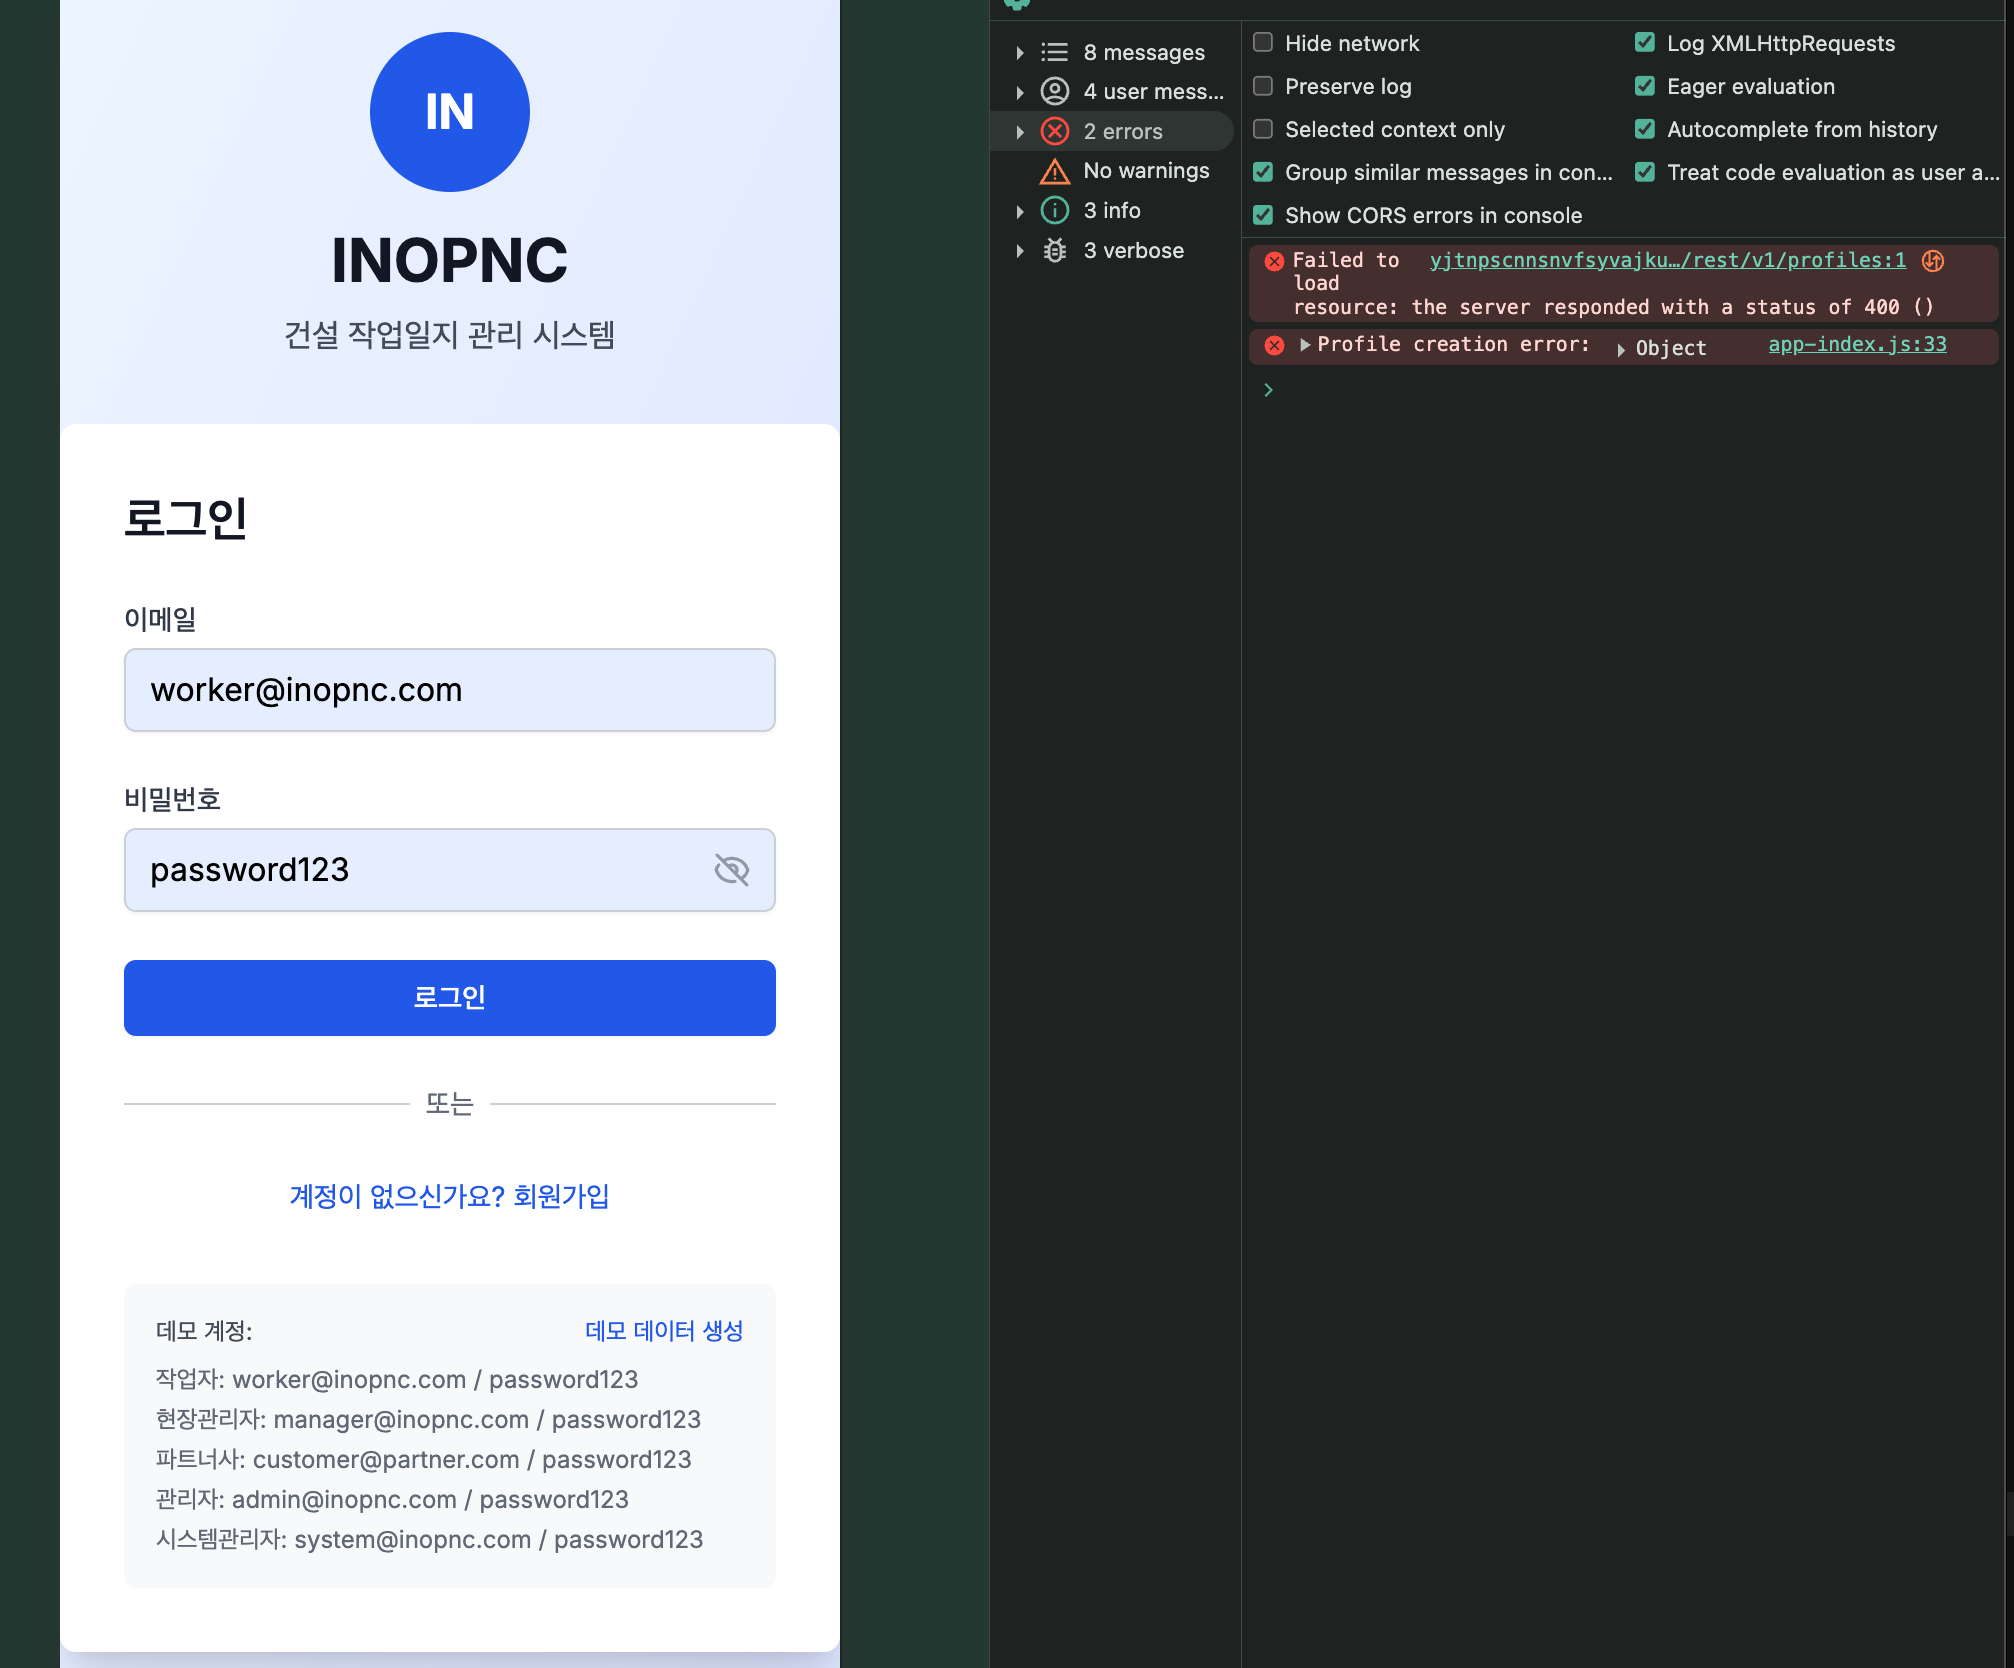 IN
INOPNC
건설 작업일지 관리 시스템
로그인
이메일
worker@inopnc.com
비밀번호
password123
로그인
또는
계정이 없으신가요? 회원가입
데모 계정:
데모 데이터 생성
작업자: worker@inopnc.com / password123
현장관리자: manager@inopnc.com / password123
파트너사: customer@partner.com / password123
관리자: admin@inopnc.com / password123
시스템관리자: system@inopnc.com / password123
8 messages
4 user mess...
2 errors
No warnings
3 info
3 verbose
Hide network
Log XMLHttpRequests
Preserve log
Eager evaluation
Selected context only
Autocomplete from history
Group similar messages in con...
Treat code evaluation as user a...
Show CORS errors in console
Failed to yjtnpscnnsnvfsyvajku…/rest/v1/profiles:1
load
resource: the server responded with a status of 400 ()
Profile creation error: Object app-index.js:33